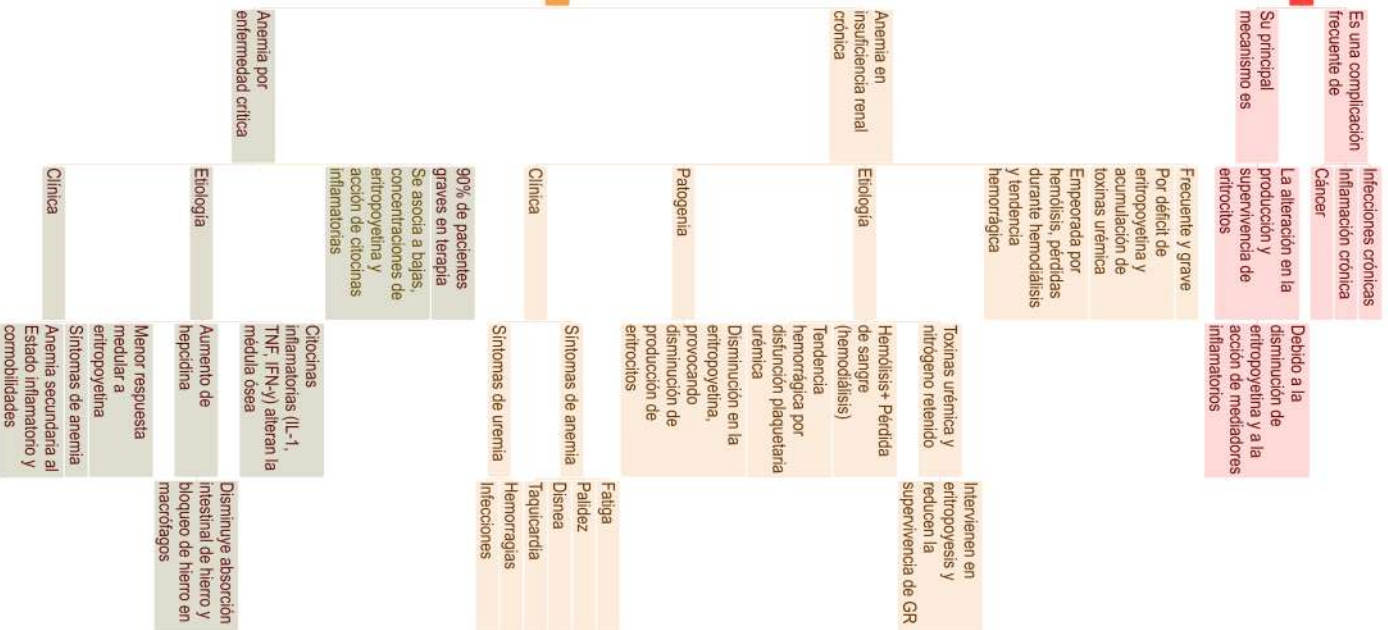 Es una complicación
frecuente de
Infecciones crónicas
Inflamación crónica
Cáncer
Su principal
mecanismo es
La alteración en la
producción y
supervivencia de
eritrocitos
Debido a la
disminución de
eritropoyetina y a la
acción de mediadores
inflamatorios
Anemia en
insuficiencia renal
crónica
Frecuente y grave
Por déficit de
eritropoyetina y
acumulación de
toxinas urémica
Empeorada por
hemólisis, pérdidas
durante hemodiálisis
y tendencia
hemorrágica
Etiología
Toxinas urémica y
nitrógeno retenido
Intervienen en
eritropoyesis y
reducen la
supervivencia de GR
Hemólisis+ Pérdida
de sangre
(hemodiálisis)
Tendencia
hemorrágica por
disfunción plaquetaria
urémica
Patogenia
Disminución en la
eritropoyetina,
provocando
disminución de
producción de
eritrocitos
Clínica
Síntomas de anemia
Fatiga
Palidez
Disnea
Taquicardia
Síntomas de uremia
Hemorragias
Infecciones
Anemia por
enfermedad crítica
90% de pacientes
graves en terapia
Se asocia a bajas,
concentraciones de
eritropoyetina y
acción de citocinas
inflamatorias
Etiología
Citocinas
inflamatorias (IL-1,
TNF, IFN-y) alteran la
médula ósea
Aumento de
hepcidina
Disminuye absorción
intestinal de hierro y
bloqueo de hierro en
macrófagos
Menor respuesta
medular a
eritropoyetina
Clínica
Síntomas de anemia
Anemia secundaria al
Estado inflamatorio y
cormobilidades